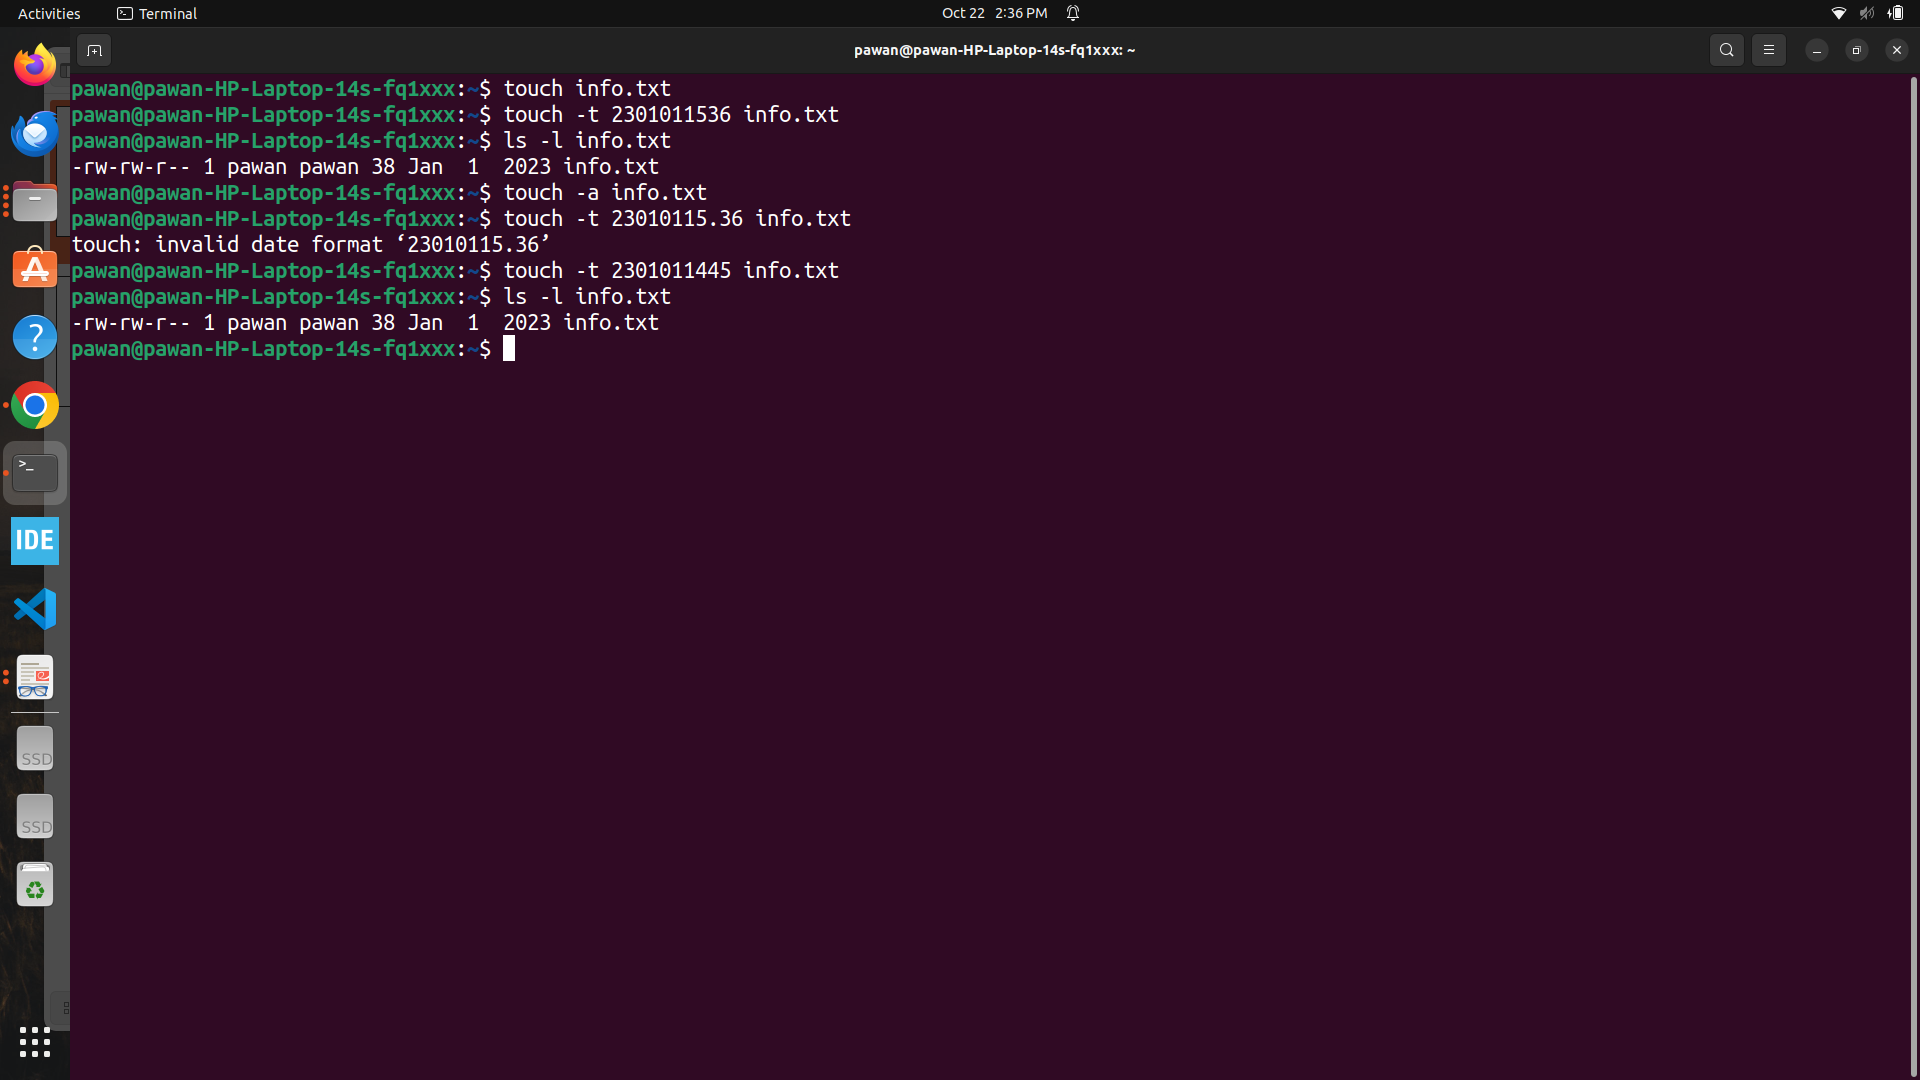 Activities Terminal Oct 22 2:36 PM
pawan@pawan-HP-Laptop-14s-fq1xxx: ~
pawan@pawan-HP-Laptop-14s-fq1xxx:~$ touch info.txt
pawan@pawan-HP-Laptop-14s-fq1xxx:~$ touch -t 2301011536 info.txt
pawan@pawan-HP-Laptop-14s-fq1xxx:~$ ls -l info.txt
-rw-rw-r-- 1 pawan pawan 38 Jan  1  2023 info.txt
pawan@pawan-HP-Laptop-14s-fq1xxx:~$ touch -a info.txt
pawan@pawan-HP-Laptop-14s-fq1xxx:~$ touch -t 23010115.36 info.txt
touch: invalid date format ‘23010115.36’
pawan@pawan-HP-Laptop-14s-fq1xxx:~$ touch -t 2301011445 info.txt
pawan@pawan-HP-Laptop-14s-fq1xxx:~$ ls -l info.txt
-rw-rw-r-- 1 pawan pawan 38 Jan  1  2023 info.txt
pawan@pawan-HP-Laptop-14s-fq1xxx:~$
>_
IDE
SSD
SSD